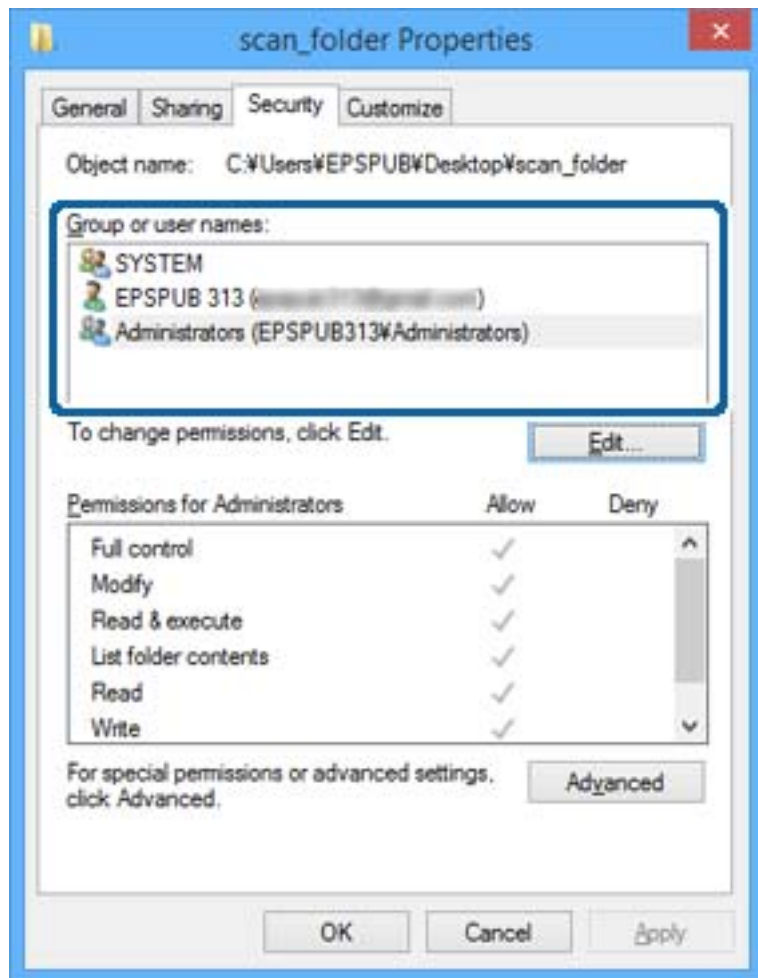 scan_folder Properties
General Sharing Security Customize
Object name: C:¥Users¥EPSPUB¥Desktop¥scan_folder
Group or user names:
SYSTEM
EPSPUB 313 ( )
Administrators (EPSPUB313¥Administrators)
To change permissions, click Edit.
Edit...
Permissions for Administrators Allow Deny
Full control
Modify
Read & execute
List folder contents
Read
Write
For special permissions or advanced settings,
click Advanced.
Advanced
OK Cancel Apply